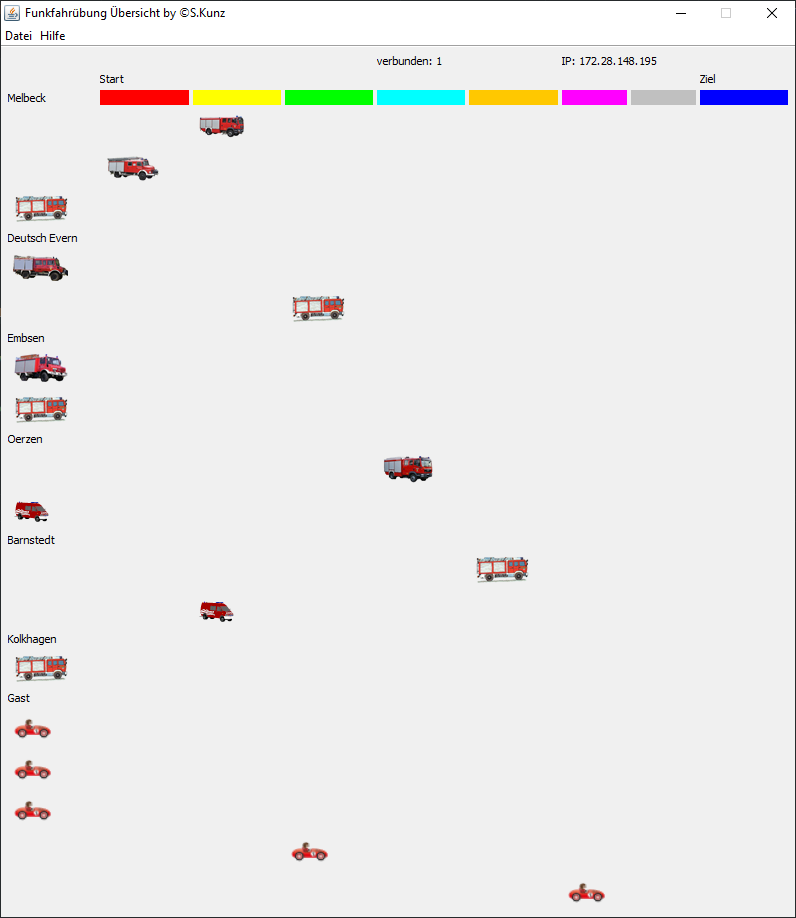 Funkfahrübung Übersicht by ©S.Kunz
Datei Hilfe
verbunden: 1 IP: 172.28.148.195
Start Ziel
Melbeck
Deutsch Evern
Embsen
Oerzen
Barnstedt
Kolkhagen
Gast